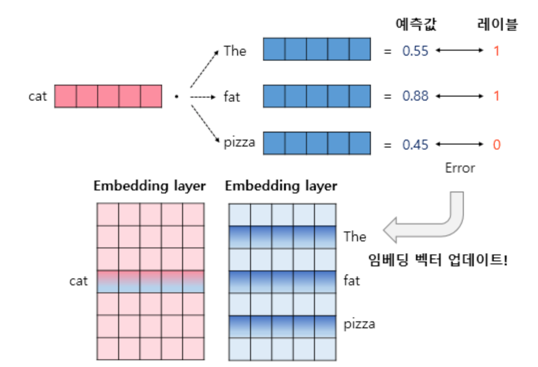 예측값 레이블
The = 0.55 1
cat · fat = 0.88 1
pizza = 0.45 0
Error
Embedding layer Embedding layer
The
임베딩 벡터 업데이트!
cat fat
pizza